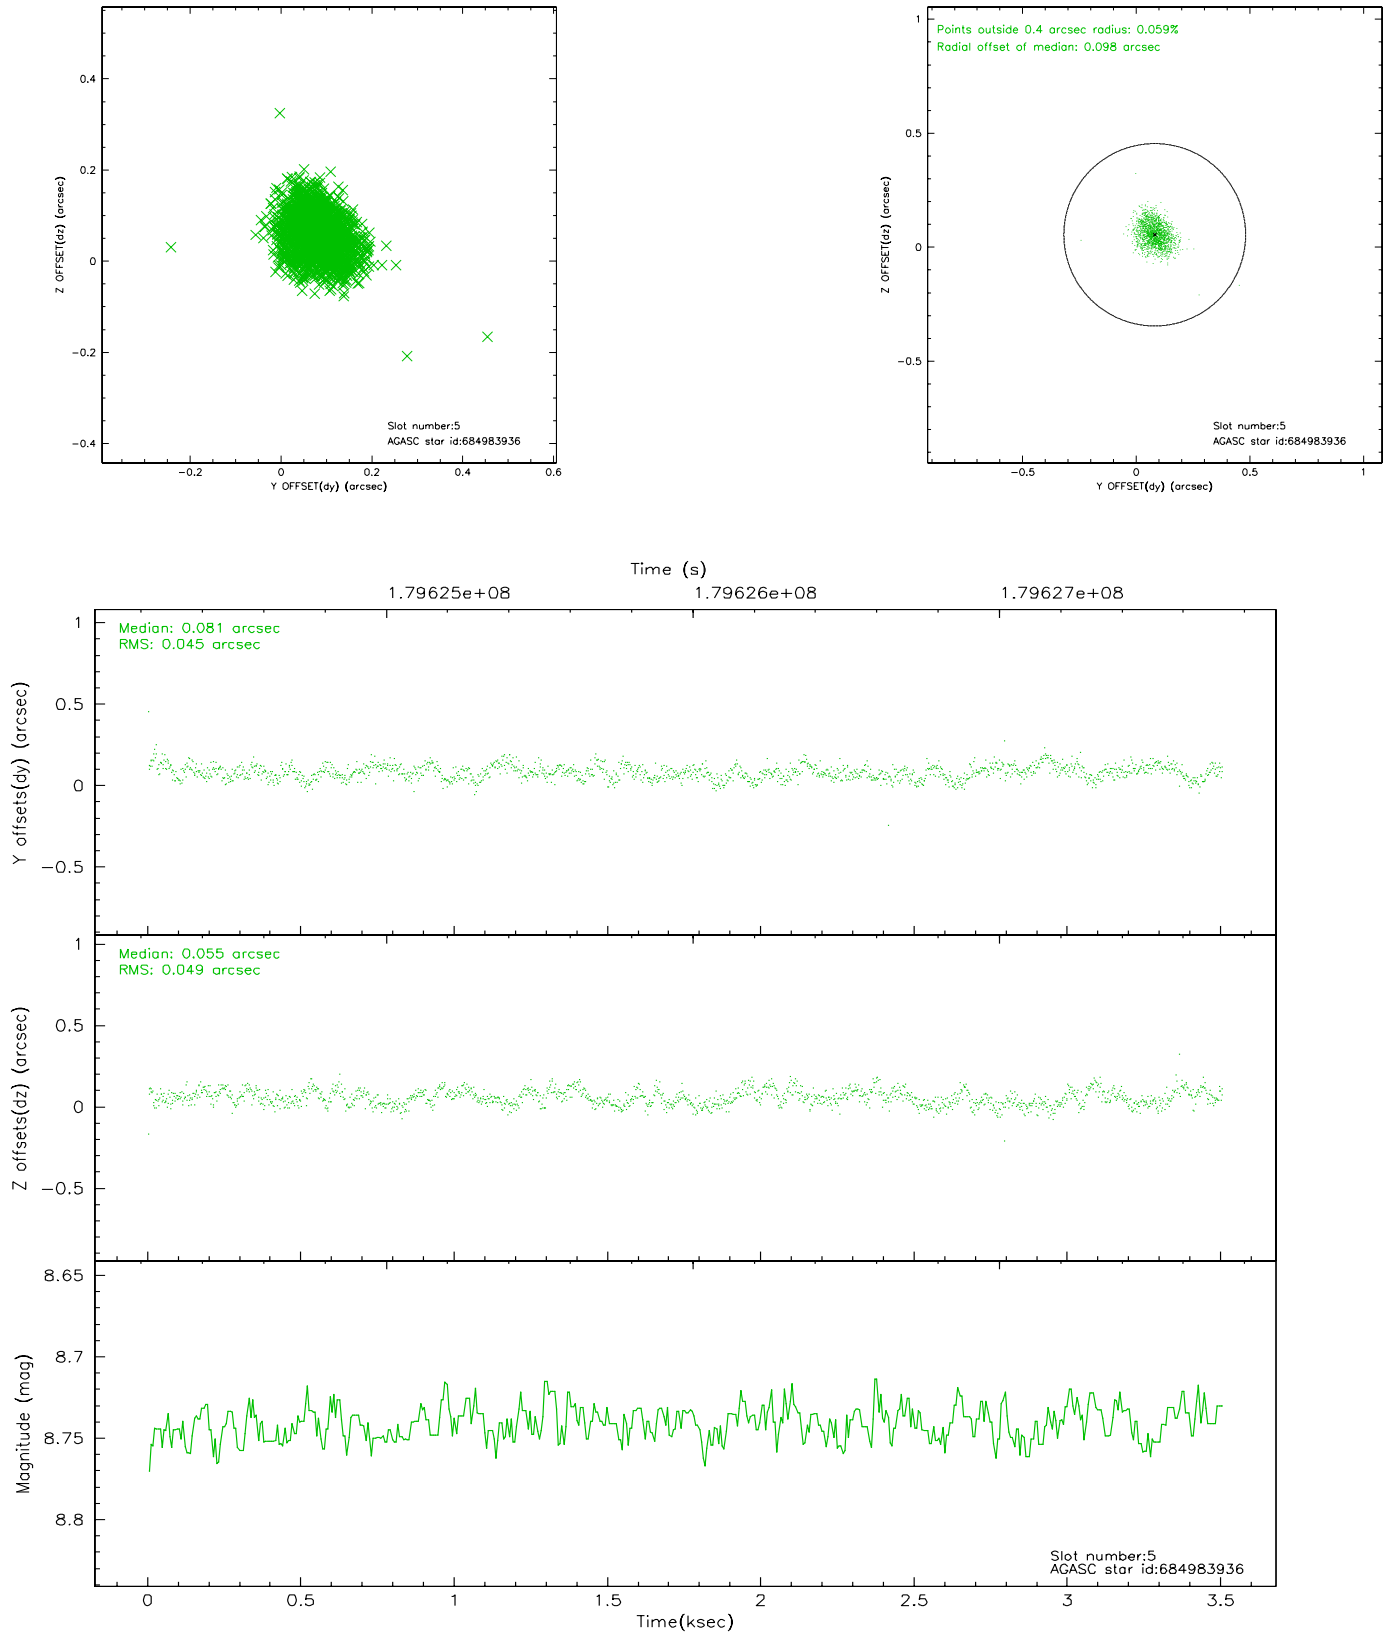 0.4
0.2
0
−0.2
−0.4
Z OFFSET(dz) (arcsec)
Slot number:5
AGASC star id:684983936
−0.2
0
0.2
0.4
0.6
Y OFFSET(dy) (arcsec)
Points outside 0.4 arcsec radius: 0.059%
Radial offset of median: 0.098 arcsec
1
0.5
0
−0.5
Z OFFSET(dz) (arcsec)
Slot number:5
AGASC star id:684983936
−0.5
0
0.5
1
Y OFFSET(dy) (arcsec)
Time (s)
1.79625e+08
1.79626e+08
1.79627e+08
Median: 0.081 arcsec
RMS: 0.045 arcsec
1
0.5
0
−0.5
Y offsets(dy) (arcsec)
Median: 0.055 arcsec
RMS: 0.049 arcsec
1
0.5
0
−0.5
Z offsets(dz) (arcsec)
8.65
8.7
8.75
8.8
Magnitude (mag)
Slot number:5
AGASC star id:684983936
0
0.5
1
1.5
2
2.5
3
3.5
Time(ksec)